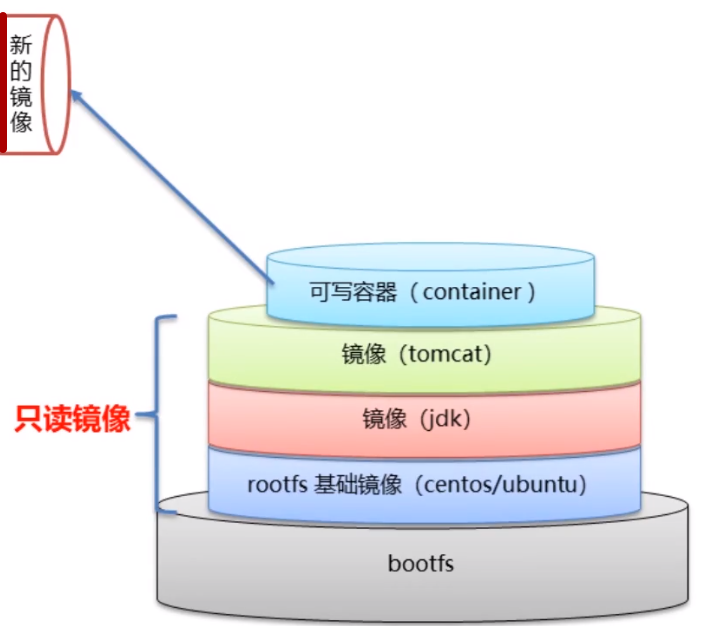 新的镜像
可写容器（container）
镜像（tomcat）
只读镜像
镜像（jdk）
rootfs 基础镜像（centos/ubuntu）
bootfs